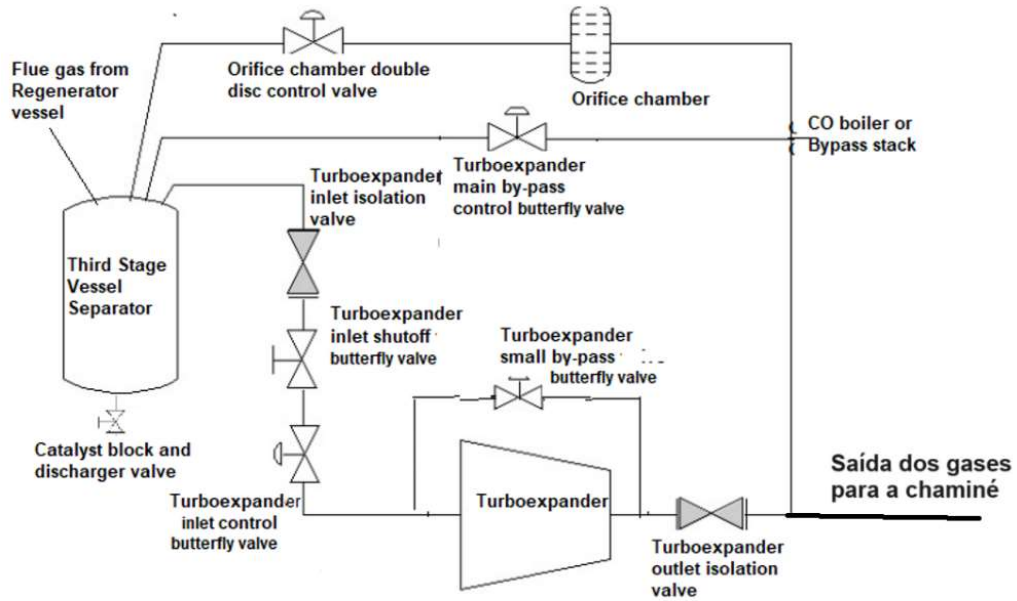 Flue gas from
Regenerator
vessel
Orifice chamber double
disc control valve
Orifice chamber
CO boiler or
Bypass stack
Turboexpander
main by-pass
control butterfly valve
Turboexpander
inlet isolation
valve
Third Stage
Vessel
Separator
Turboexpander
inlet shutoff
butterfly valve
Turboexpander
small by-pass
butterfly valve
Catalyst block and
discharger valve
Turboexpander
inlet control
butterfly valve
Turboexpander
Saída dos gases
para a chaminé
Turboexpander
outlet isolation
valve